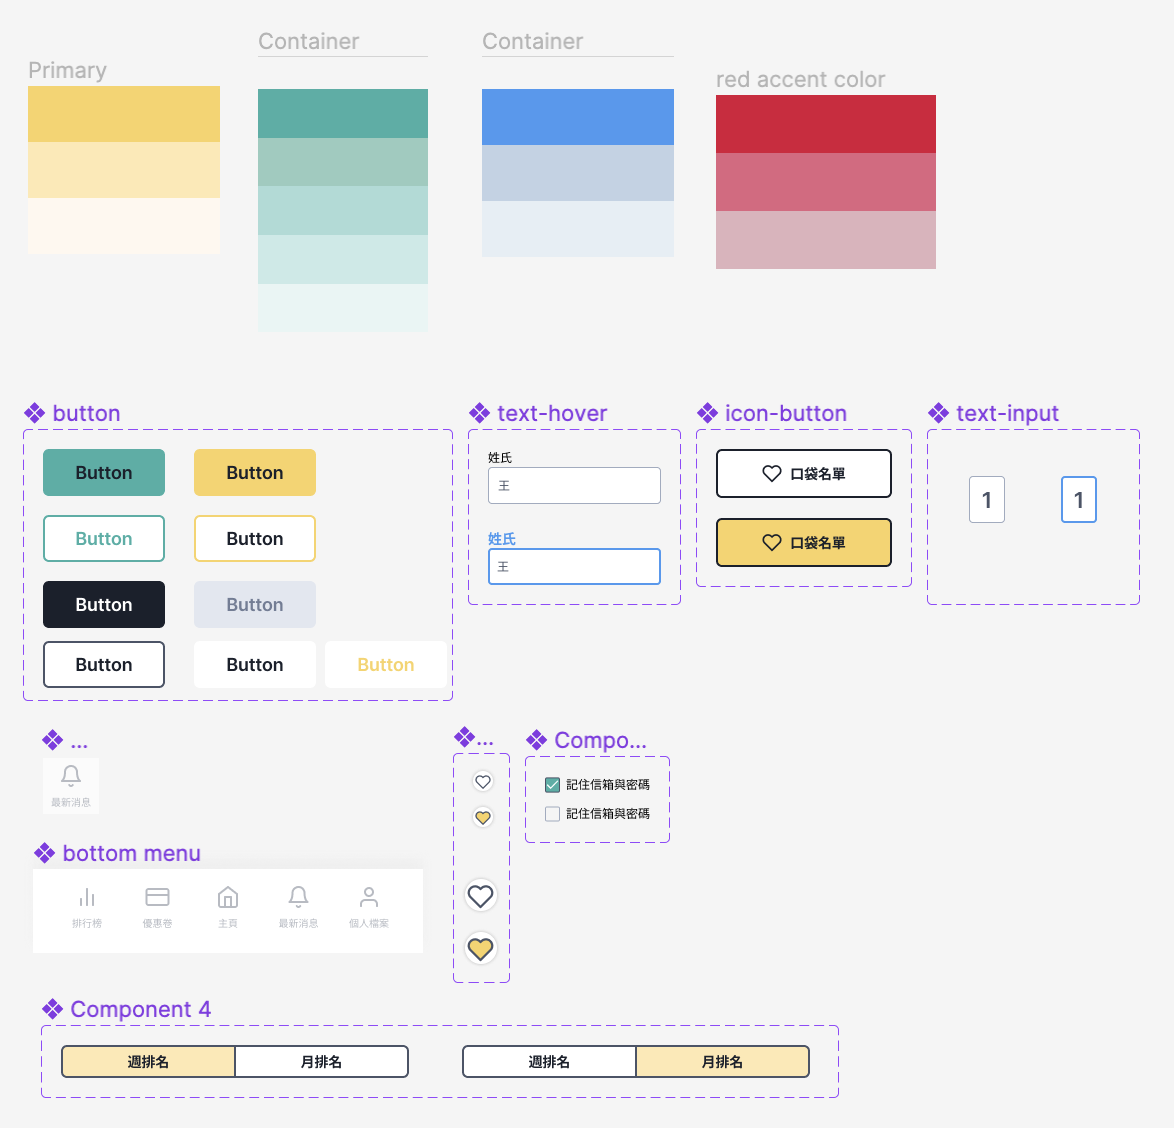 Primary
Container
Container
red accent color
button
Button
Button
Button
Button
Button
Button
Button
Button
Button
text-hover
姓氏
王
姓氏
王
icon-button
口袋名單
口袋名單
text-input
1
1
...
最新消息
...
Compo...
記住信箱與密碼
記住信箱與密碼
bottom menu
排行榜
優惠卷
主頁
最新消息
個人檔案
Component 4
週排名
月排名
週排名
月排名